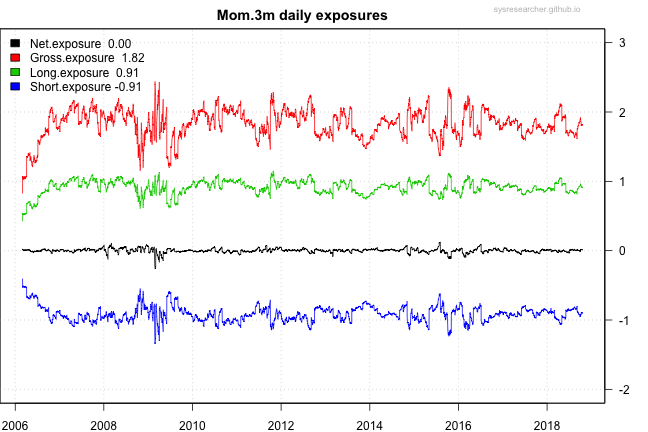 sysresearcher.github.io
Mom.3m daily exposures
Net.exposure 0.00
Gross.exposure 1.82
Long.exposure 0.91
Short.exposure -0.91
3
2
1
0
-1
-2
2006 2008 2010 2012 2014 2016 2018